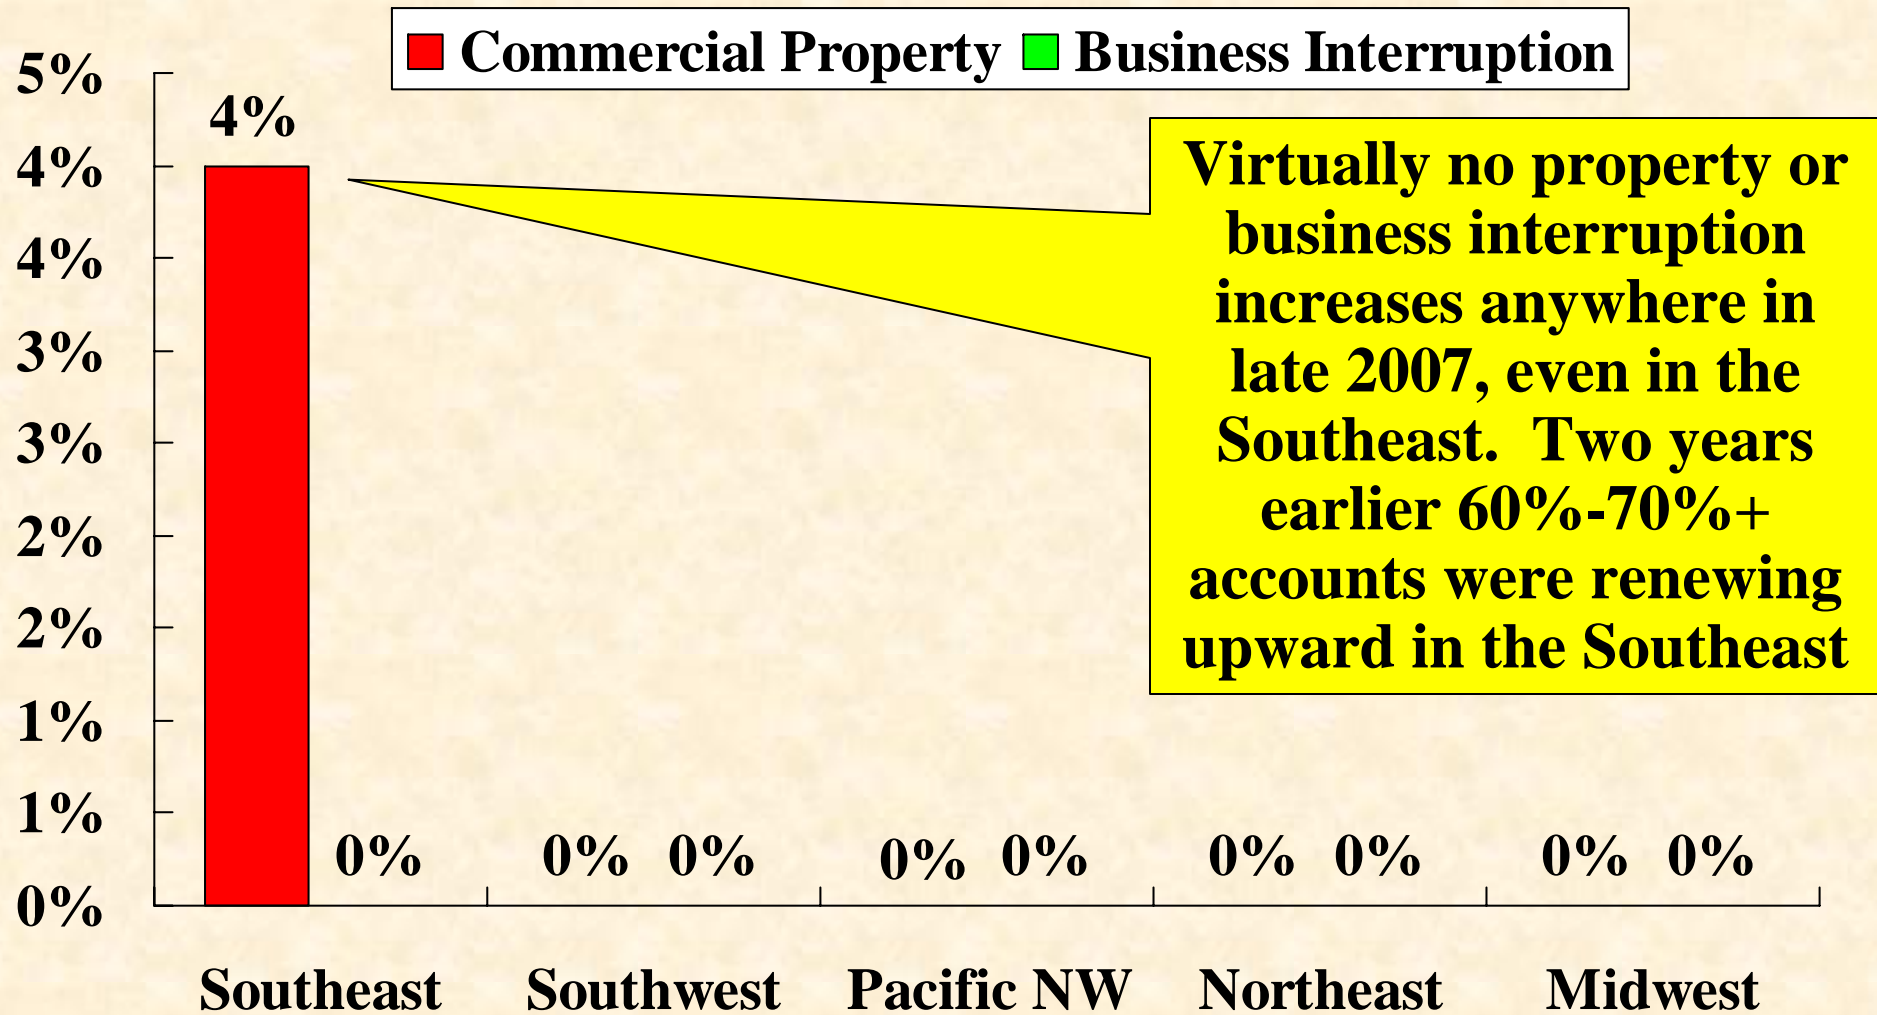 Commercial Property Business Interruption
5%
4%
4%
3%
3%
2%
2%
1%
1%
0%
4%
0%
0% 0%
0% 0%
0% 0%
0% 0%
Virtually no property or
business interruption
increases anywhere in
late 2007, even in the
Southeast. Two years
earlier 60%-70%+
accounts were renewing
upward in the Southeast
Southeast Southwest Pacific NW Northeast Midwest